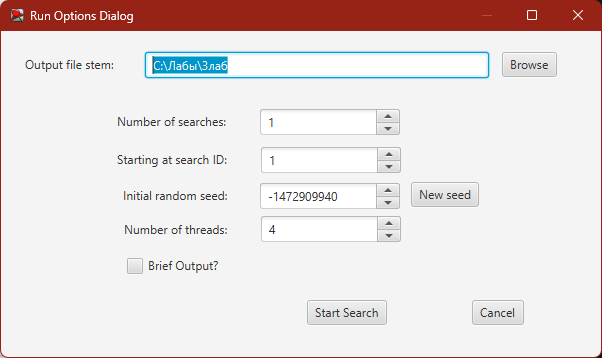 Run Options Dialog
Output file stem: C:\Лабы\3лаб Browse
Number of searches: 1
Starting at search ID: 1
Initial random seed: -1472909940 New seed
Number of threads: 4
Brief Output?
Start Search Cancel